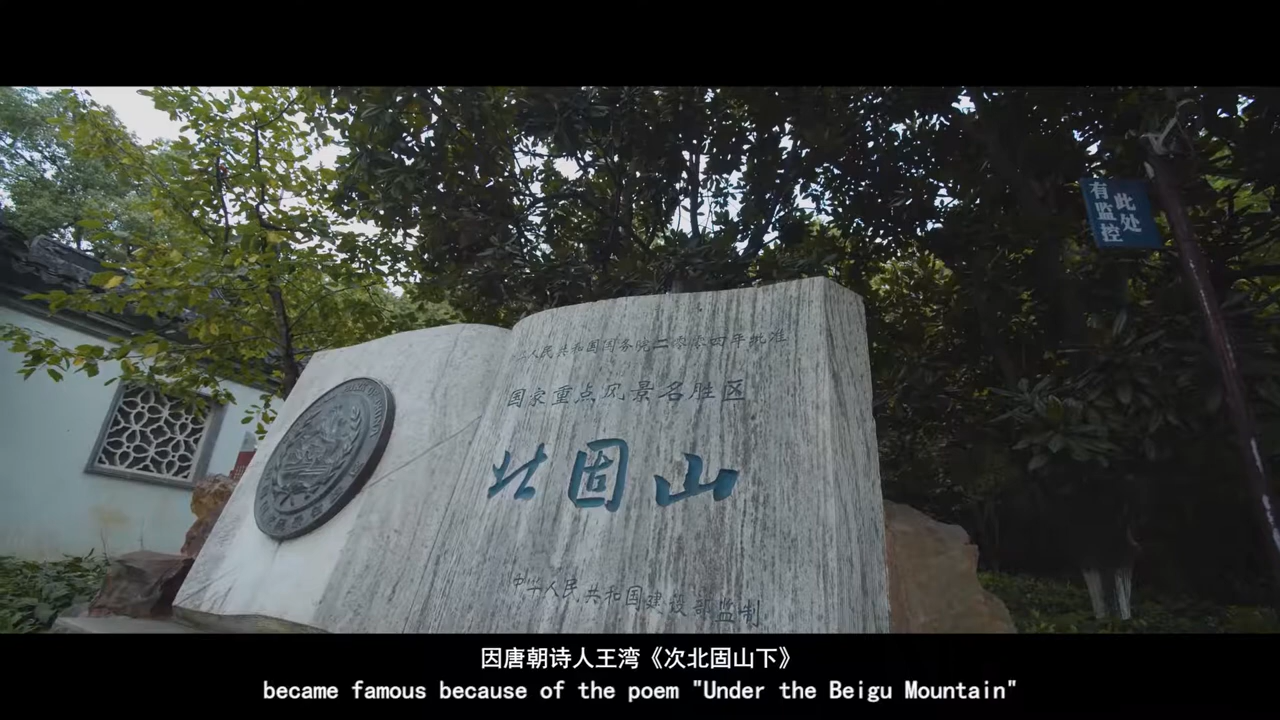 此处
有监控
中华人民共和国国务院二零零四年批准
国家重点风景名胜区
北固山
中华人民共和国建设部监制
因唐朝诗人王湾《次北固山下》
became famous because of the poem "Under the Beigu Mountain"